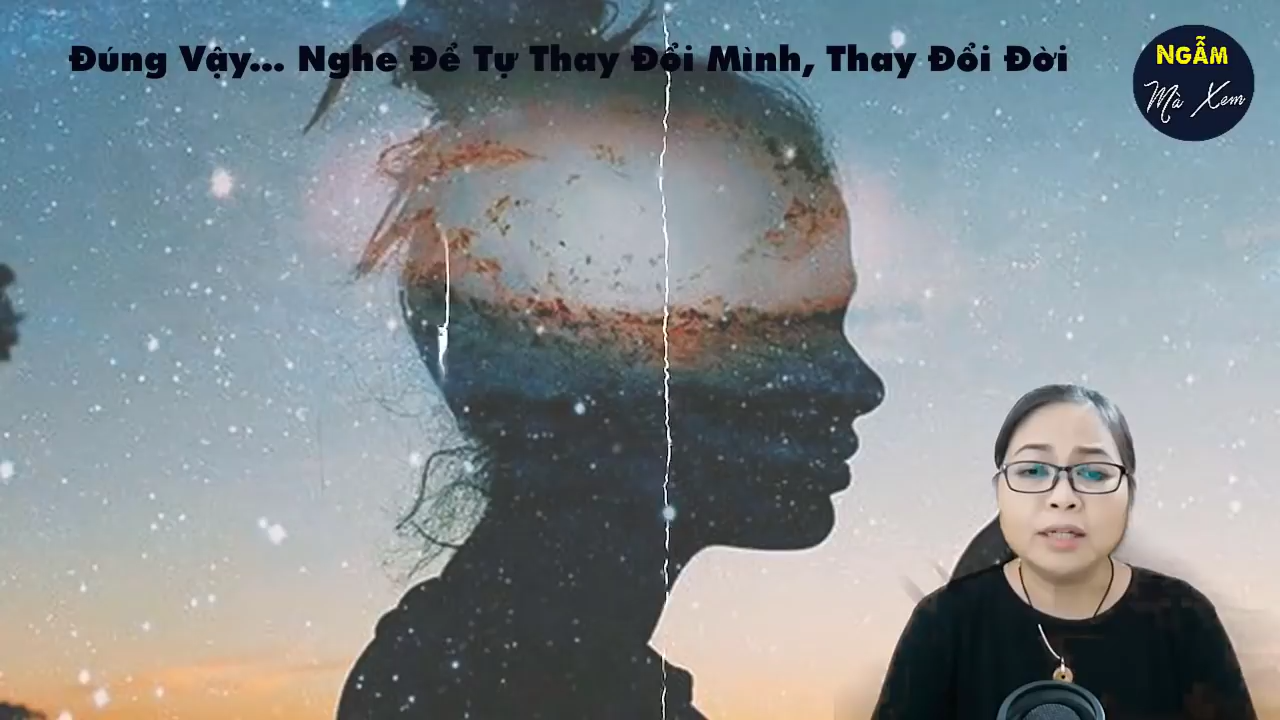 Đúng Vậy... Nghe Để Tự Thay Đổi Mình, Thay Đổi Đời
NGẪM
Mà Xem